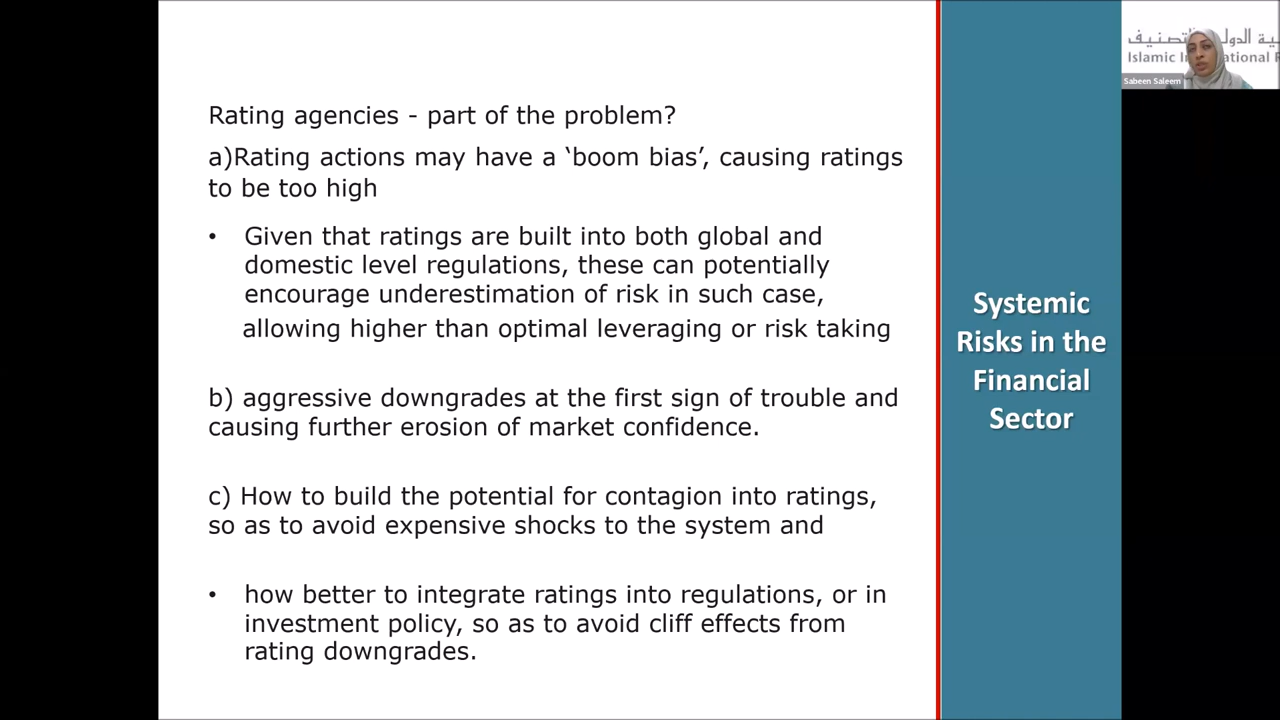 Rating agencies - part of the problem?
a)Rating actions may have a ‘boom bias’, causing ratings
to be too high
• Given that ratings are built into both global and
domestic level regulations, these can potentially
encourage underestimation of risk in such case,
allowing higher than optimal leveraging or risk taking
b) aggressive downgrades at the first sign of trouble and
causing further erosion of market confidence.
c) How to build the potential for contagion into ratings,
so as to avoid expensive shocks to the system and
• how better to integrate ratings into regulations, or in
investment policy, so as to avoid cliff effects from
rating downgrades.
Systemic
Risks in the
Financial
Sector
Islamic
Sabeen Saleem